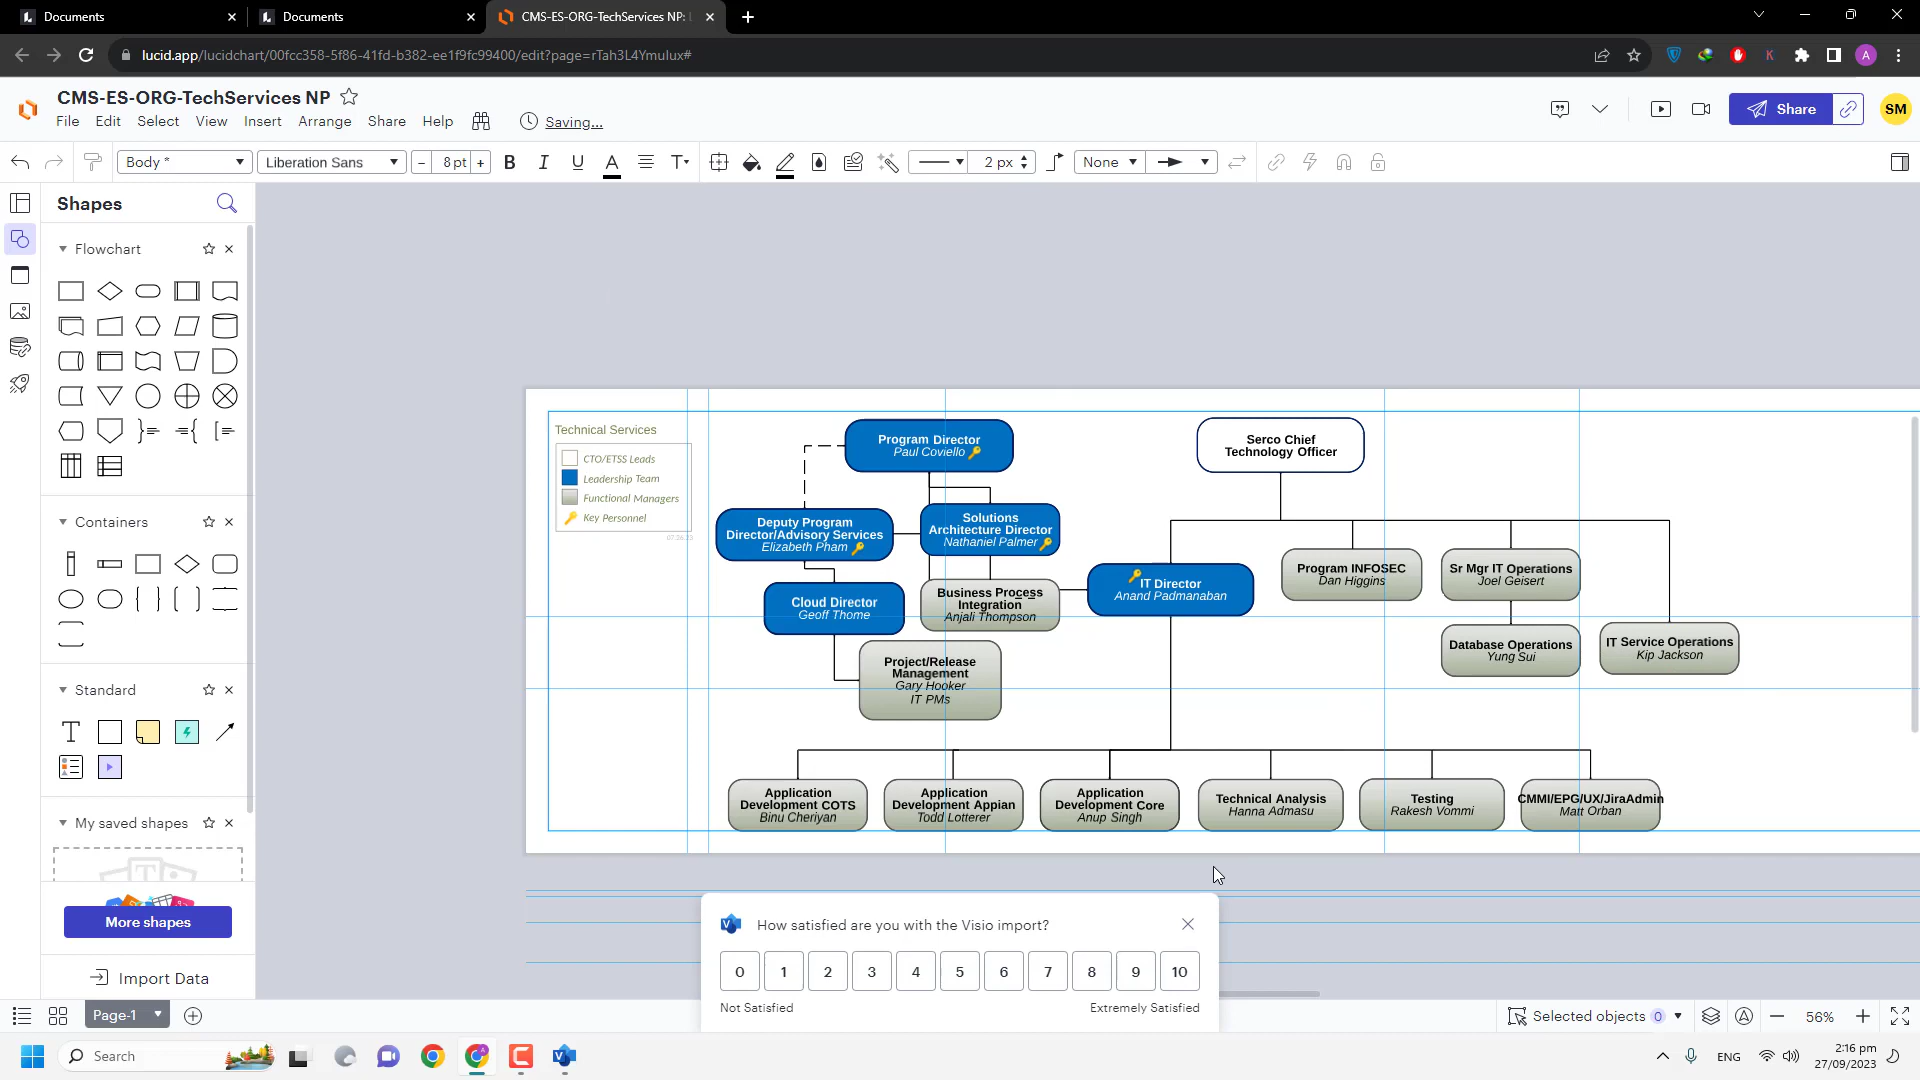 Documents
Documents
CMS-ES-ORG-TechServices NP:
lucid.app/lucidchart/00fcc358-5f86-41fd-b382-ee1f9fc99400/edit?page=rTah3L4Ymulux#
A
CMS-ES-ORG-TechServices NP
File Edit Select View Insert Arrange Share Help Saving...
Share
SM
Body * Liberation Sans - 8 pt + B I U A T 2 px None
Shapes
Flowchart
Containers
Standard
T
My saved shapes
More shapes
Import Data
Technical Services
CTO/ETSS Leads
Leadership Team
Functional Managers
Key Personnel
07.26.23
Program Director
Paul Coviello
Serco Chief
Technology Officer
Deputy Program
Director/Advisory Services
Elizabeth Pham
Solutions
Architecture Director
Nathaniel Palmer
Cloud Director
Geoff Thome
Business Process
Integration
Anjali Thompson
IT Director
Anand Padmanaban
Program INFOSEC
Dan Higgins
Sr Mgr IT Operations
Joel Geisert
Database Operations
Yung Sui
IT Service Operations
Kip Jackson
Project/Release
Management
Gary Hooker
IT PMs
Application
Development COTS
Binu Cheriyan
Application
Development Appian
Todd Lotterer
Application
Development Core
Anup Singh
Technical Analysis
Hanna Admasu
Testing
Rakesh Vommi
CMMI/EPG/UX/JiraAdmin
Matt Orban
How satisfied are you with the Visio import?
0 1 2 3 4 5 6 7 8 9 10
Not Satisfied Extremely Satisfied
Page-1
Selected objects 0
56%
Search
ENG
2:16 pm
27/09/2023